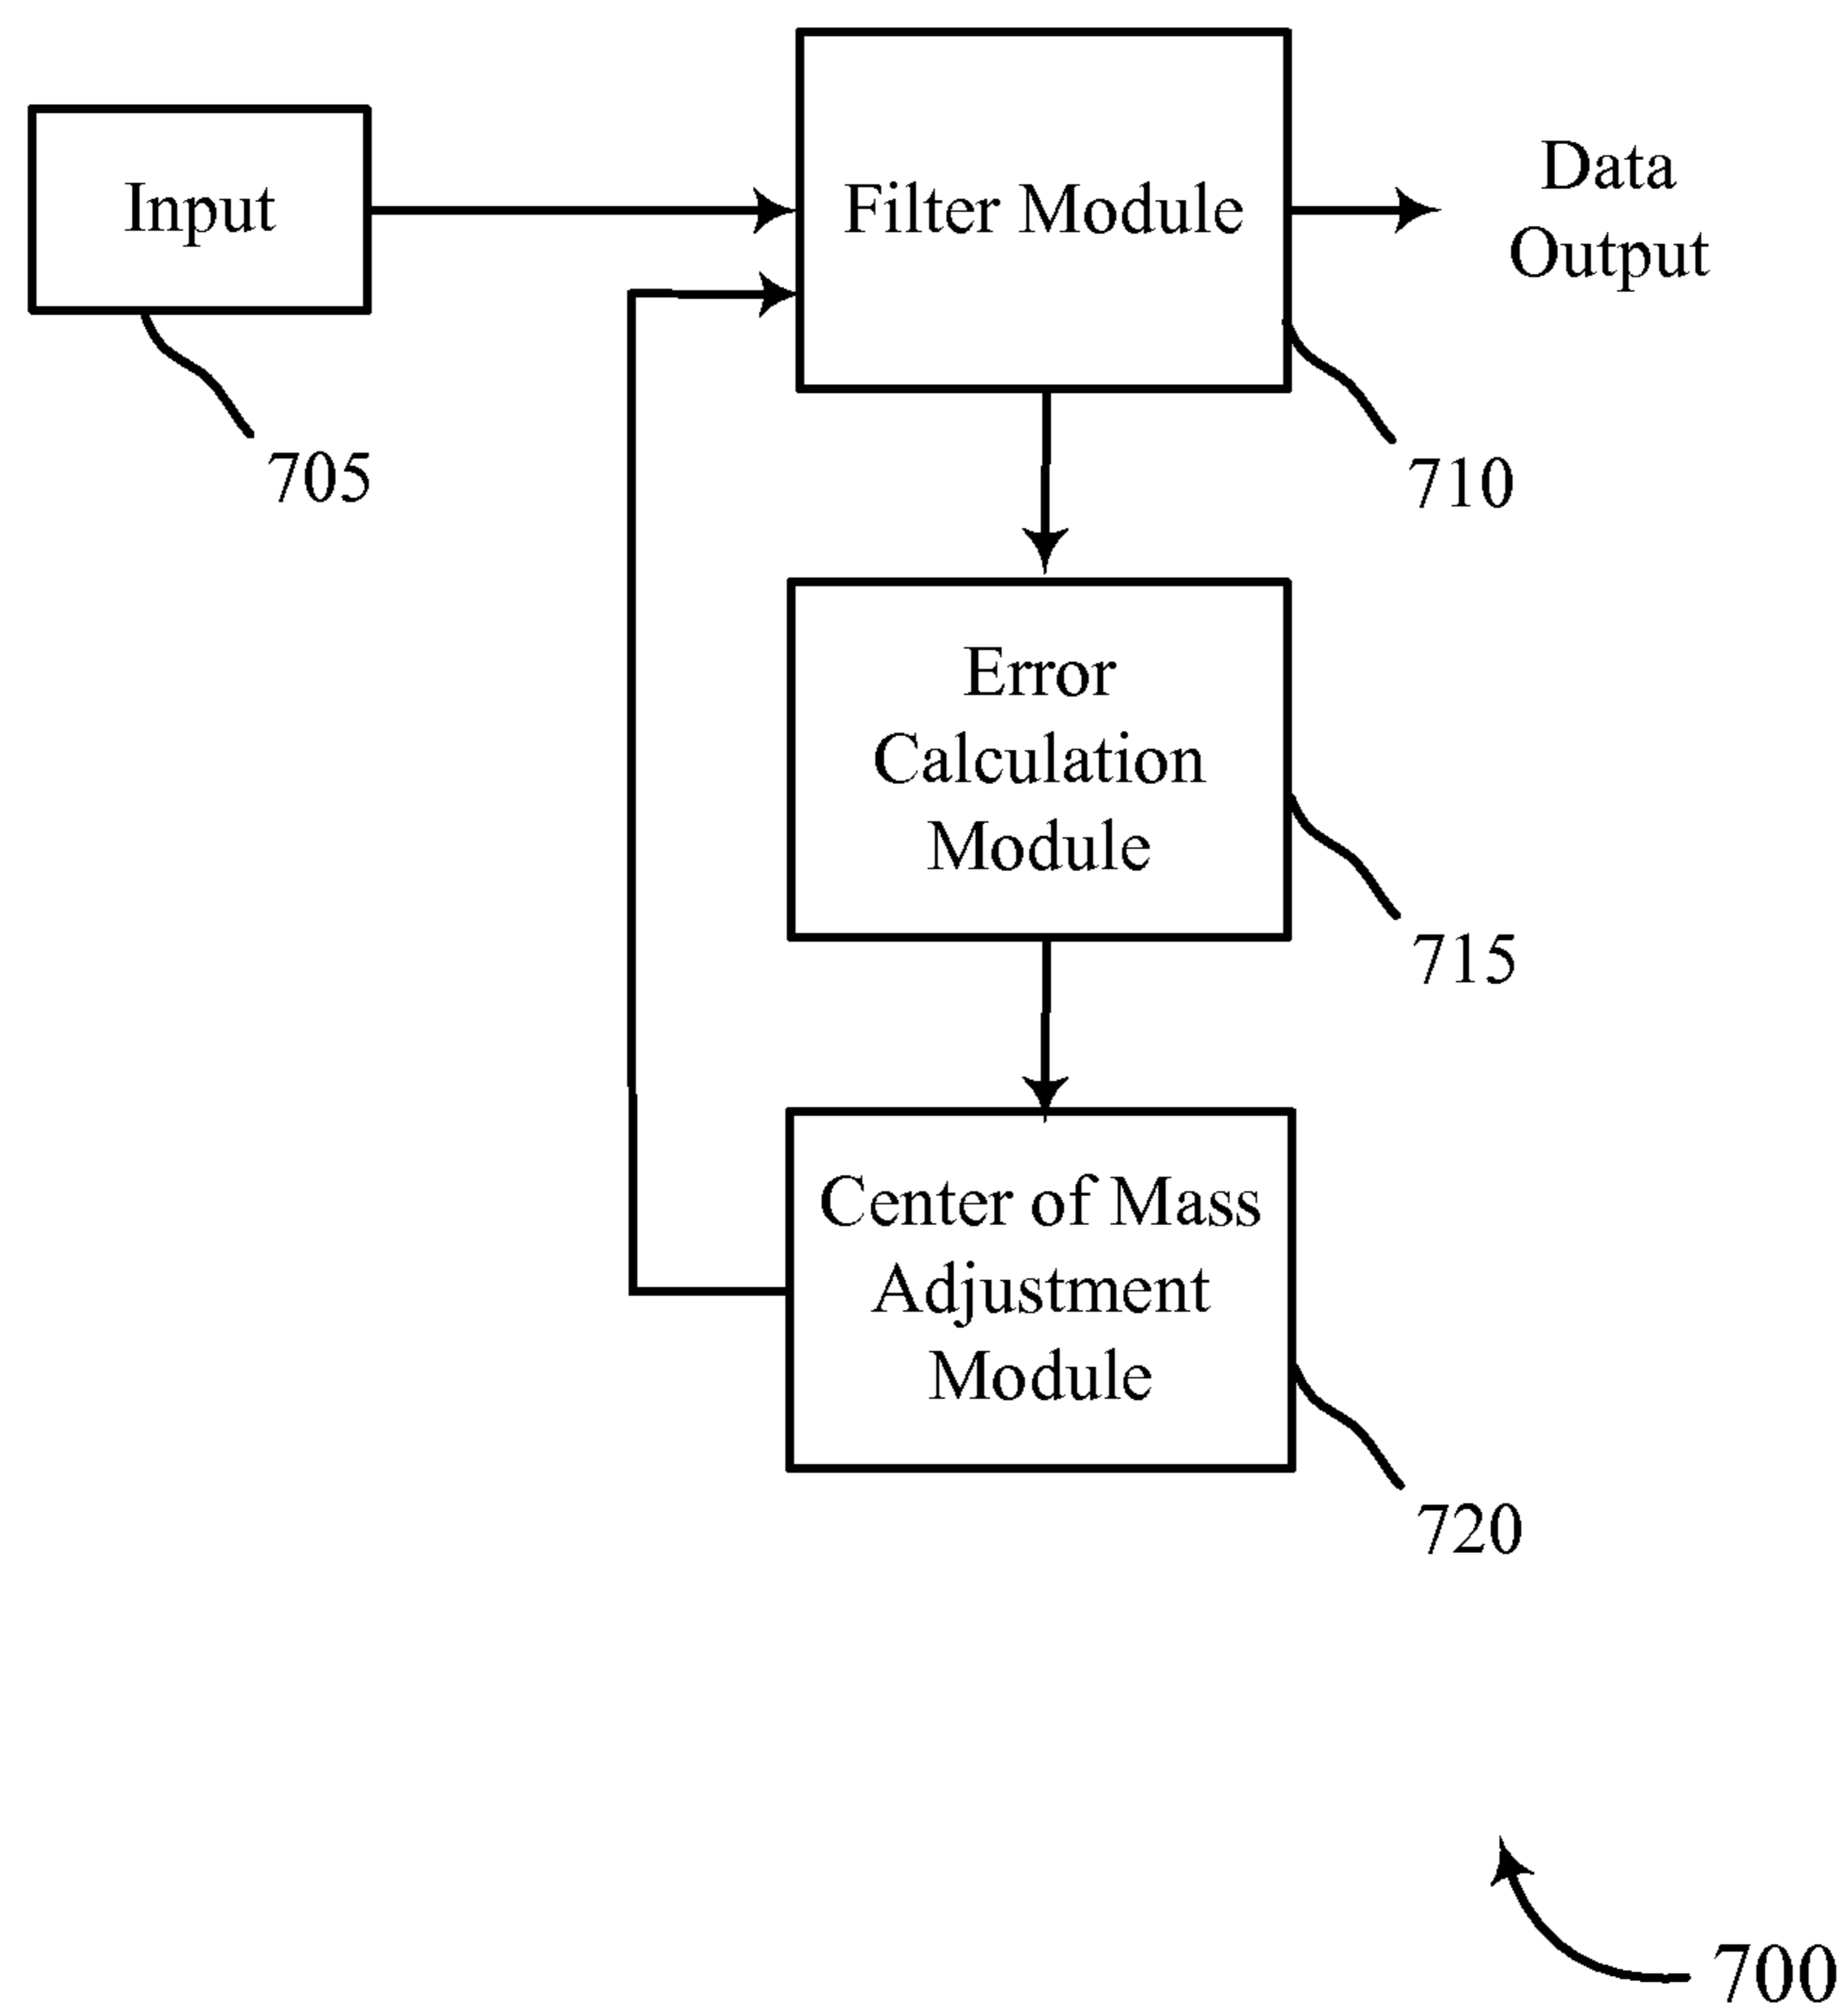 Input
Filter Module
Data
Output
705
710
Error
Calculation
Module
715
Center of Mass
Adjustment
Module
720
700